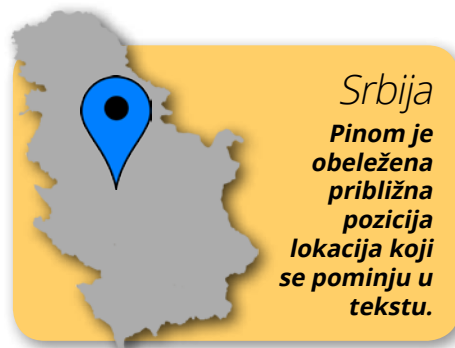 Srbija
Pinom je
obeležena
približna
pozicija
lokacija koji
se pominju u
tekstu.